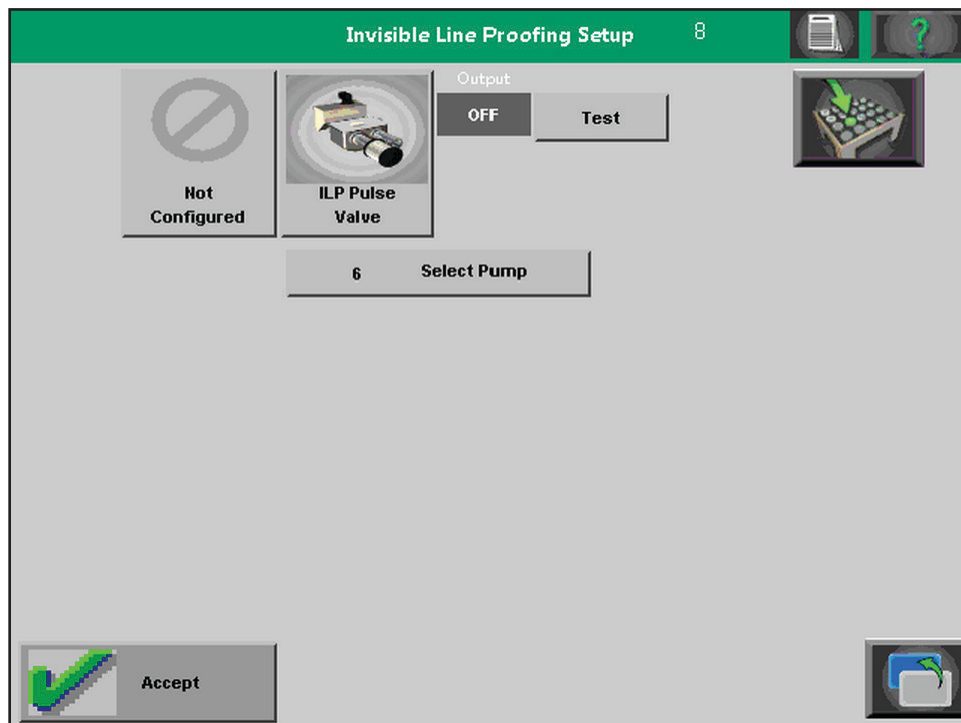 Invisible Line Proofing Setup 8
?
Output
OFF
Test
Not
Configured
ILP Pulse
Valve
6 Select Pump
Accept